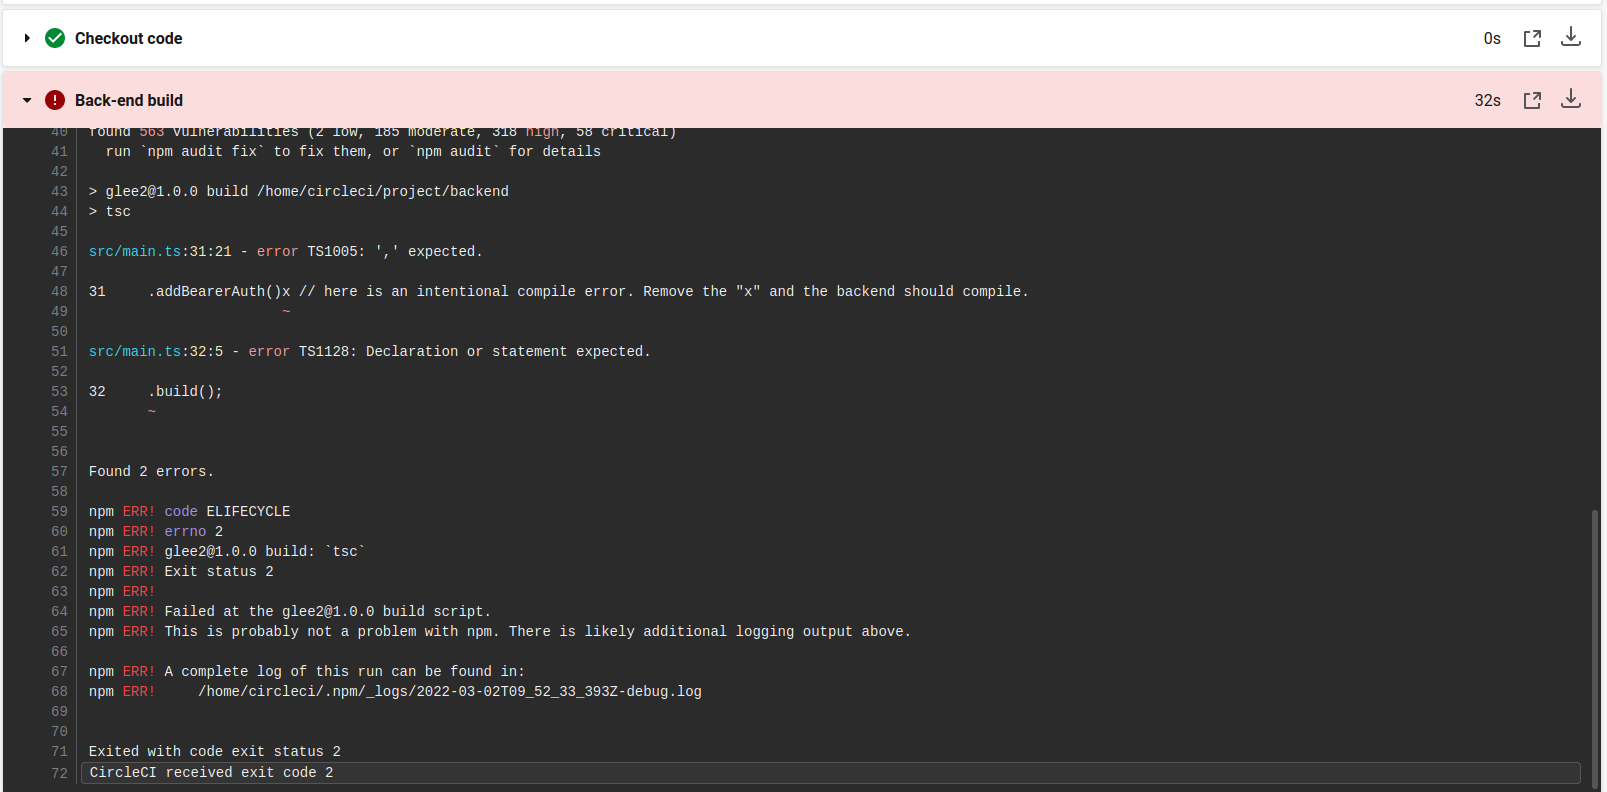 Checkout code 0s
Back-end build 32s
40 found 563 vulnerabilities (2 low, 185 moderate, 318 high, 58 critical)
41   run `npm audit fix` to fix them, or `npm audit` for details
42
43 > glee2@1.0.0 build /home/circleci/project/backend
44 > tsc
45
46 src/main.ts:31:21 - error TS1005: ',' expected.
47
48 31     .addBearerAuth()x // here is an intentional compile error. Remove the "x" and the backend should compile.
49                        ~
50
51 src/main.ts:32:5 - error TS1128: Declaration or statement expected.
52
53 32     .build();
54        ~
55
56
57 Found 2 errors.
58
59 npm ERR! code ELIFECYCLE
60 npm ERR! errno 2
61 npm ERR! glee2@1.0.0 build: `tsc`
62 npm ERR! Exit status 2
63 npm ERR!
64 npm ERR! Failed at the glee2@1.0.0 build script.
65 npm ERR! This is probably not a problem with npm. There is likely additional logging output above.
66
67 npm ERR! A complete log of this run can be found in:
68 npm ERR!     /home/circleci/.npm/_logs/2022-03-02T09_52_33_393Z-debug.log
69
70
71 Exited with code exit status 2
72 CircleCI received exit code 2